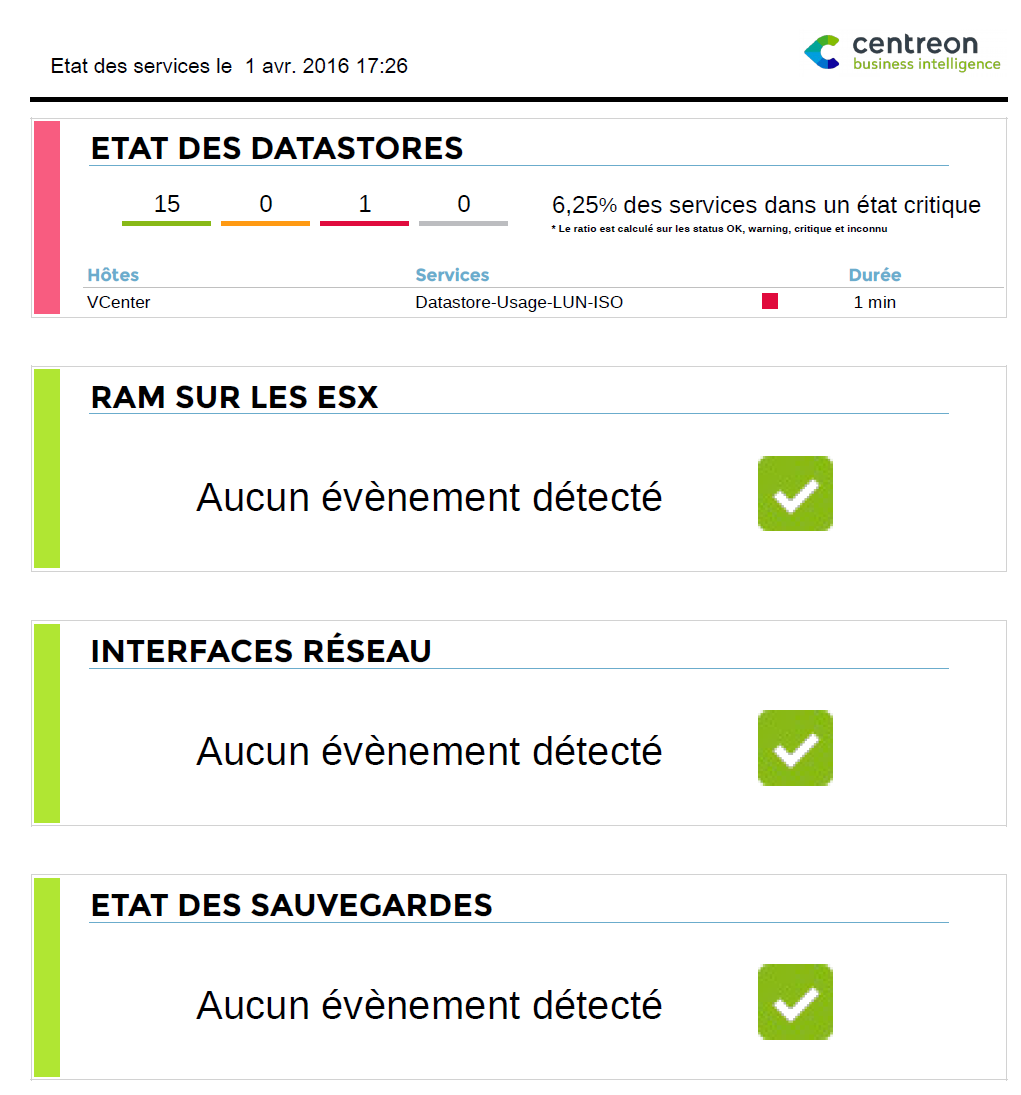 Etat des services le 1 avr. 2016 17:26
centreon
business intelligence
ETAT DES DATASTORES
15 0 1 0
6,25% des services dans un état critique
* Le ratio est calculé sur les status OK, warning, critique et inconnu
Hôtes Services Durée
VCenter Datastore-Usage-LUN-ISO 1 min
RAM SUR LES ESX
Aucun évènement détecté
INTERFACES RÉSEAU
Aucun évènement détecté
ETAT DES SAUVEGARDES
Aucun évènement détecté